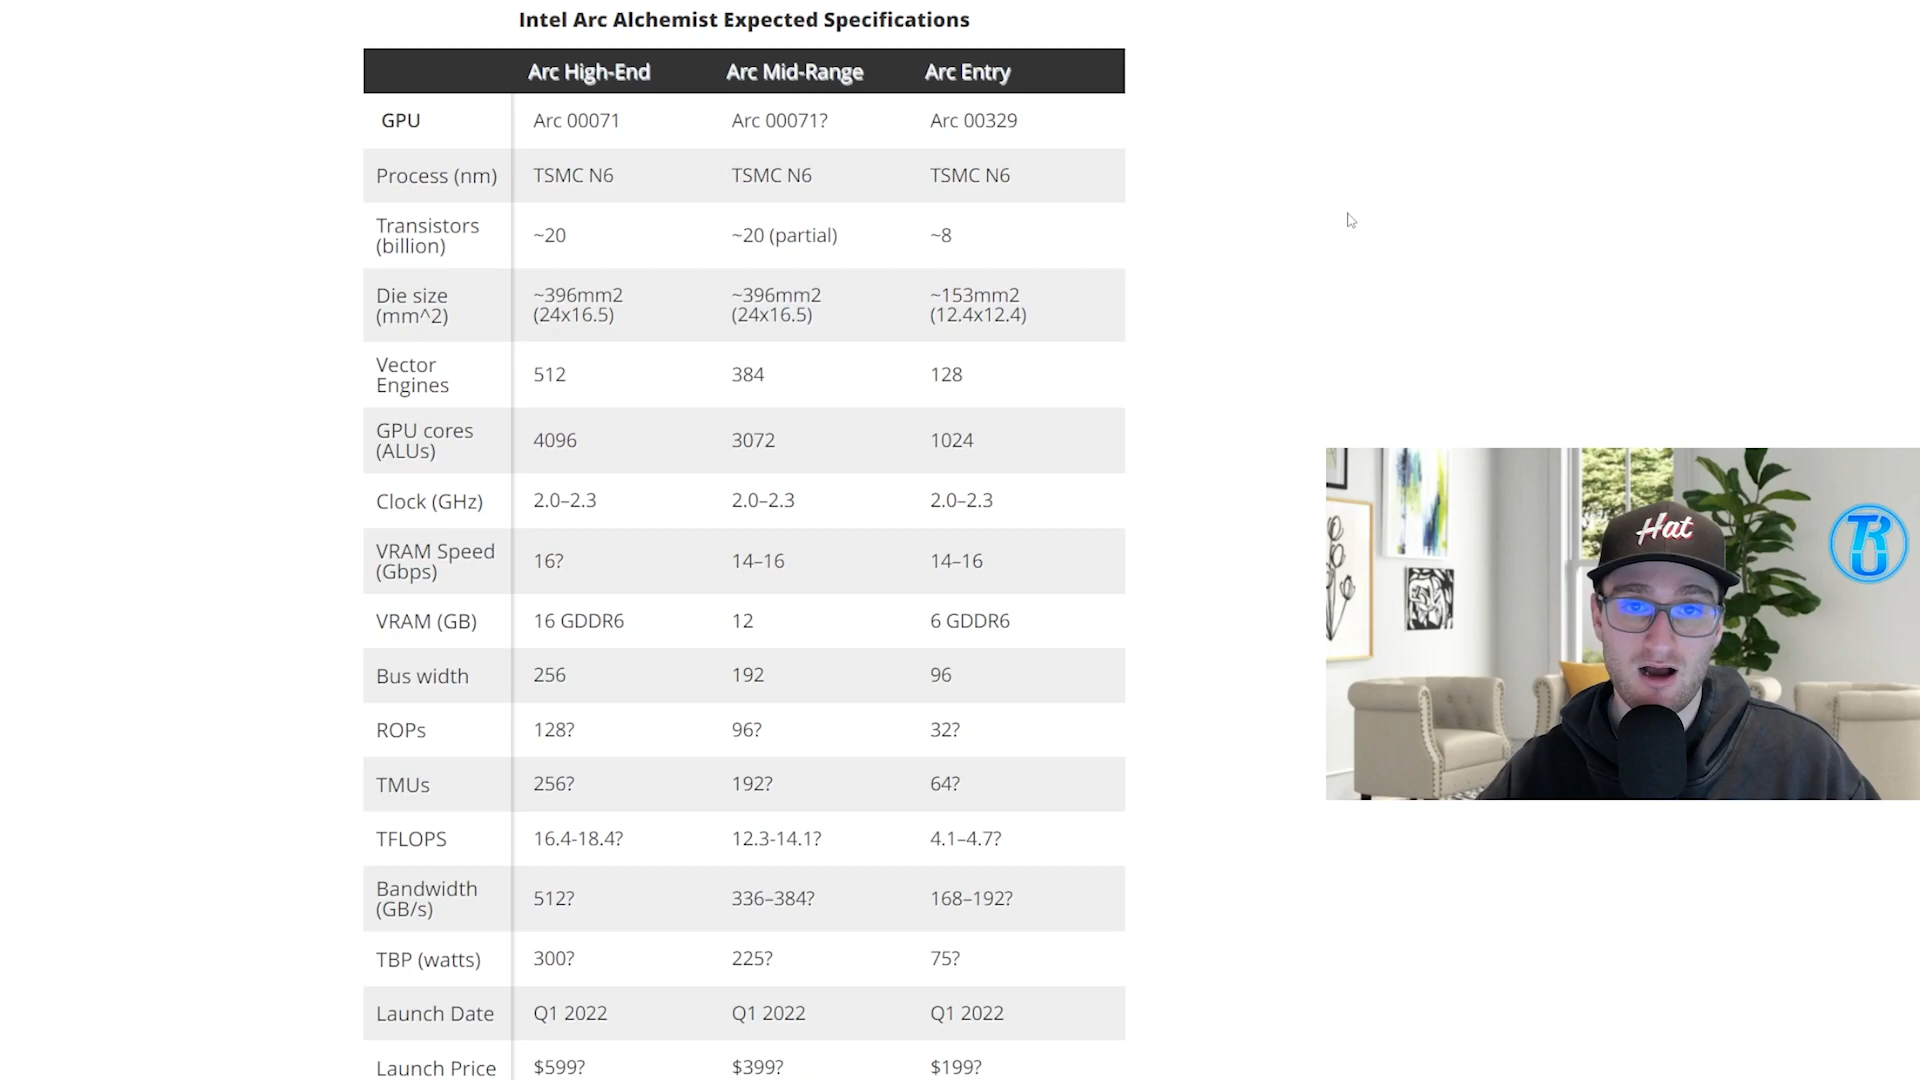 Intel Arc Alchemist Expected Specifications
Arc High-End Arc Mid-Range Arc Entry
GPU Arc 00071 Arc 00071? Arc 00329
Process (nm) TSMC N6 TSMC N6 TSMC N6
Transistors
(billion) ~20 ~20 (partial) ~8
Die size ~396mm2 ~396mm2 ~153mm2
(mm^2) (24x16.5) (24x16.5) (12.4x12.4)
Vector
Engines 512 384 128
GPU cores
(ALUs) 4096 3072 1024
Clock (GHz) 2.0–2.3 2.0–2.3 2.0–2.3
VRAM Speed
(Gbps) 16? 14–16 14–16
VRAM (GB) 16 GDDR6 12 6 GDDR6
Bus width 256 192 96
ROPs 128? 96? 32?
TMUs 256? 192? 64?
TFLOPS 16.4-18.4? 12.3-14.1? 4.1–4.7?
Bandwidth
(GB/s) 512? 336–384? 168–192?
TBP (watts) 300? 225? 75?
Launch Date Q1 2022 Q1 2022 Q1 2022
Launch Price $599? $399? $199?
Hat
TRU